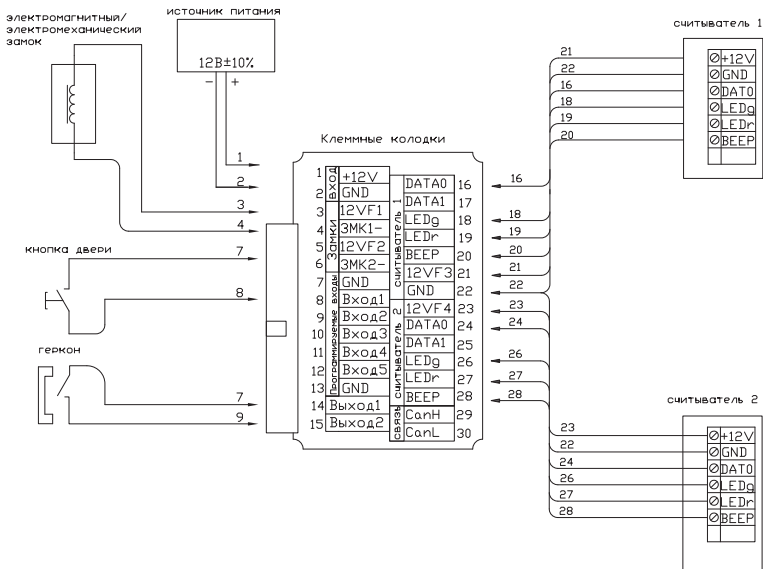 электромагнитный/
электромеханический
замок
источник питания
12В±10%
− +
считыватель 1
21 +12V
22 GND
16 DAT0
18 LEDg
19 LEDr
20 BEEP
Клеммные колодки
1
2
3
4
кнопка двери
7
8
геркон
7
9
вход
1 +12V
2 GND
Замки
3 12VF1
4 ЗМК1-
5 12VF2
6 ЗМК2-
Программируемые входы
7 GND
8 Вход1
9 Вход2
10 Вход3
11 Вход4
12 Вход5
13 GND
14 Выход1
15 Выход2
считыватель 1
DATA0 16
DATA1 17
LEDg 18
LEDr 19
BEEP 20
12VF3 21
GND 22
считыватель 2
12VF4 23
DATA0 24
DATA1 25
LEDg 26
LEDr 27
BEEP 28
связь
CanH 29
CanL 30
16
18
19
20
21
22
23
24
26
27
28
считыватель 2
23 +12V
22 GND
24 DAT0
26 LEDg
27 LEDr
28 BEEP